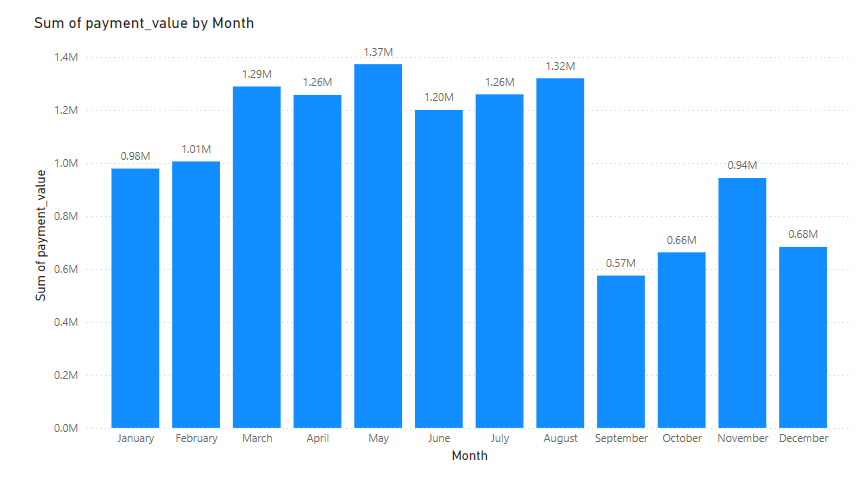 Sum of payment_value by Month
Sum of payment_value
1.4M
1.2M
1.0M
0.8M
0.6M
0.4M
0.2M
0.0M
0.98M
1.01M
1.29M
1.26M
1.37M
1.20M
1.26M
1.32M
0.57M
0.66M
0.94M
0.68M
January February March April May June July August September October November December
Month